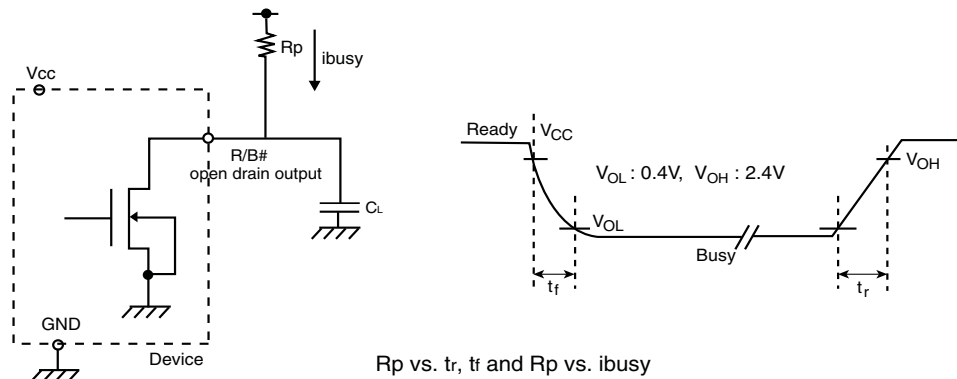 Rp
ibusy
Vcc
R/B#
open drain output
CL
GND
Device
Ready
VCC
VOL : 0.4V, VOH : 2.4V
VOH
VOL
Busy
tf
tr
Rp vs. tr, tf and Rp vs. ibusy